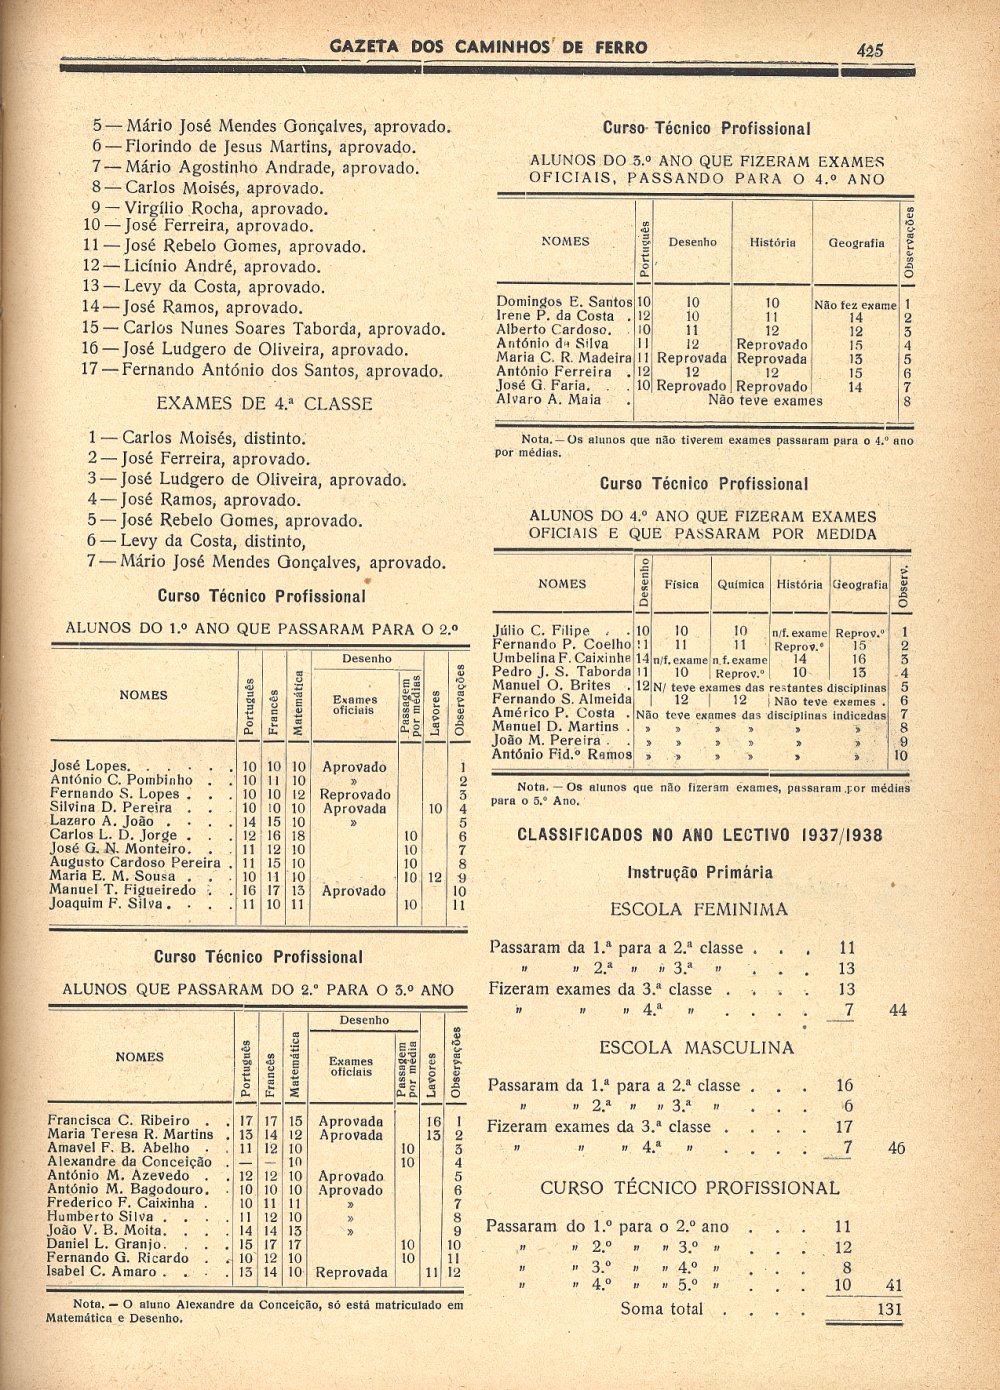 GAZETA DOS CAMINHOS DE FERRO 425
5 — Mário José Mendes Gonçalves, aprovado.
6 — Florindo de Jesus Martins, aprovado.
7 — Mário Agostinho Andrade, aprovado.
8 — Carlos Moisés, aprovado.
9 — Virgílio Rocha, aprovado.
10 — José Ferreira, aprovado.
11 — José Rebelo Gomes, aprovado.
12 — Licínio André, aprovado.
13 — Levy da Costa, aprovado.
14 — José Ramos, aprovado.
15 — Carlos Nunes Soares Taborda, aprovado.
16 — José Ludgero de Oliveira, aprovado.
17 — Fernando António dos Santos, aprovado.
EXAMES DE 4.ª CLASSE
1 — Carlos Moisés, distinto.
2 — José Ferreira, aprovado.
3 — José Ludgero de Oliveira, aprovado.
4 — José Ramos, aprovado.
5 — José Rebelo Gomes, aprovado.
6 — Levy da Costa, distinto,
7 — Mário José Mendes Gonçalves, aprovado.
Curso Técnico Profissional
ALUNOS DO 1.º ANO QUE PASSARAM PARA O 2.º
NOMES Português Francês Matemática Desenho Exames oficiais Passagem por médias Lavores Observações
José Lopes. . . . . . 10 10 10 Aprovado 1
António C. Pombinho . . 10 11 10 » 2
Fernando S. Lopes . . . 10 10 12 Reprovado 3
Silvina D. Pereira . . . 10 10 10 Aprovada 10 4
Lazaro A. João . . . . 14 15 10 » 5
Carlos L. D. Jorge . . . 12 16 18 10 6
José G. N. Monteiro. . . 11 12 10 10 7
Augusto Cardoso Pereira . 11 15 10 10 8
Maria E. M. Sousa . . . 10 11 10 10 12 9
Manuel T. Figueiredo . . 16 17 13 Aprovado 10
Joaquim F. Silva . . . . 11 10 11 10 11
Curso Técnico Profissional
ALUNOS QUE PASSARAM DO 2.º PARA O 3.º ANO
NOMES Português Francês Matemática Desenho Exames oficiais Passagem por média Lavores Observações
Francisca C. Ribeiro . . 17 17 15 Aprovada 16 1
Maria Teresa R. Martins . 13 14 12 Aprovada 13 2
Amavel F. B. Abelho . . 11 12 10 10 3
Alexandre da Conceição . — — 10 10 4
António M. Azevedo . . 12 12 10 Aprovado 5
António M. Bagodouro. . 10 10 10 Aprovado 6
Frederico F. Caixinha . . 10 11 11 » 7
Humberto Silva . . . . 11 12 10 » 8
João V. B. Moita. . . . 14 14 13 » 9
Daniel L. Granjo. . . . 15 17 17 10 10
Fernando G. Ricardo . . 10 12 10 10 11
Isabel C. Amaro . . . . 13 14 10 Reprovada 11 12
Nota. — O aluno Alexandre da Conceição, só está matriculado em
Matemática e Desenho.
Curso Técnico Profissional
ALUNOS DO 3.º ANO QUE FIZERAM EXAMES
OFICIAIS, PASSANDO PARA O 4.º ANO
NOMES Português Desenho História Geografia Observações
Domingos E. Santos 10 10 10 Não fez exame 1
Irene P. da Costa . 12 10 11 14 2
Alberto Cardoso. . 10 11 12 12 3
António da Silva 11 12 Reprovado 15 4
Maria C. R. Madeira 11 Reprovada Reprovada 13 5
António Ferreira . 12 12 12 15 6
José G. Faria. . . 10 Reprovado Reprovado 14 7
Alvaro A. Maia . Não teve exames 8
Nota. — Os alunos que não tiverem exames passaram para o 4.º ano
por médias.
Curso Técnico Profissional
ALUNOS DO 4.º ANO QUE FIZERAM EXAMES
OFICIAIS E QUE PASSARAM POR MEDIDA
NOMES Desenho Física Química História Geografia Observ.
Júlio C. Filipe . . 10 10 10 n/f. exame Reprov.º 1
Fernando P. Coelho 11 11 11 Reprov.º 15 2
Umbelina F. Caixinha 14 n/f. exame n. f. exame 14 16 3
Pedro J. S. Taborda 11 10 Reprov.º 10 13 4
Manuel O. Brites . 12 N/ teve exames das restantes disciplinas 5
Fernando S. Almeida 12 12 Não teve exames . 6
Américo P. Costa . Não teve exames das disciplinas indicadas 7
Manuel D. Martins . » » » » » » 8
João M. Pereira . . » » » » » » 9
António Fid.º Ramos » » » » » » 10
Nota. — Os alunos que não fizeram exames, passaram por médias
para o 5.º Ano.
CLASSIFICADOS NO ANO LECTIVO 1937/1938
Instrução Primária
ESCOLA FEMINIMA
Passaram da 1.ª para a 2.ª classe . . . 11
» » 2.ª » » 3.ª » . . . 13
Fizeram exames da 3.ª classe . . . . 13
» » » 4.ª » . . . . 7 44
ESCOLA MASCULINA
Passaram da 1.ª para a 2.ª classe . . . 16
» » 2.ª » » 3.ª » . . . 6
Fizeram exames da 3.ª classe . . . . 17
» » » 4.ª » . . . . 7 46
CURSO TÉCNICO PROFISSIONAL
Passaram do 1.º para o 2.º ano . . . 11
» » 2.º » » 3.º » . . . 12
» » 3.º » » 4.º » . . . 8
» » 4.º » » 5.º » . . . 10 41
Soma total . . . . 131